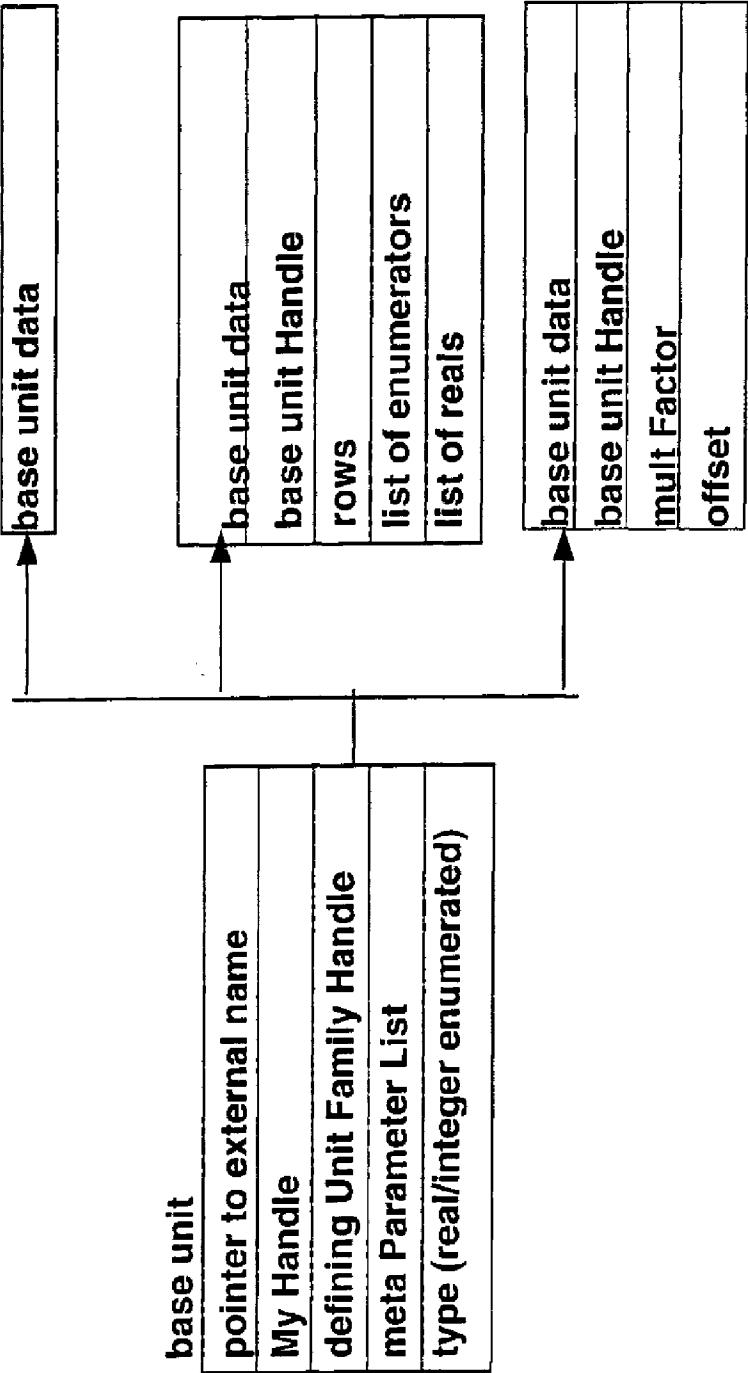 base unit
pointer to external name
My Handle
defining Unit Family Handle
meta Parameter List
type (real/integer enumerated)
base unit data
base unit data
base unit Handle
rows
list of enumerators
list of reals
base unit data
base unit Handle
mult Factor
offset